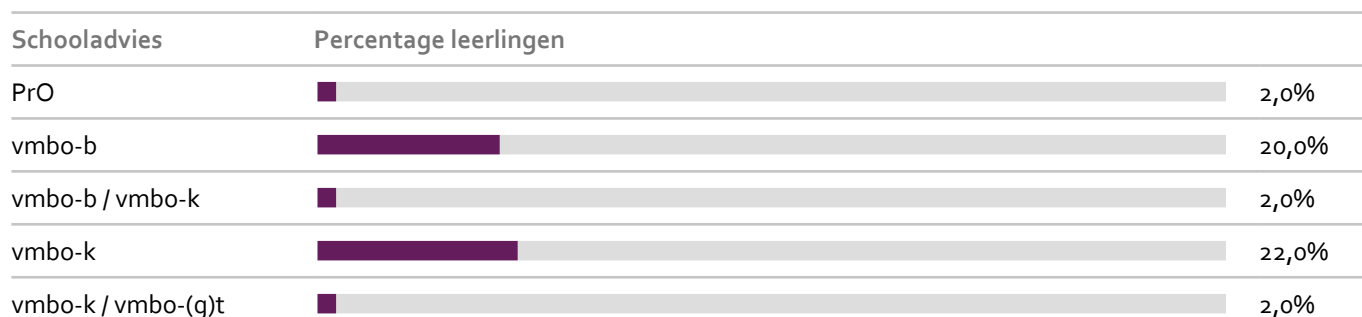 Schooladvies Percentage leerlingen
PrO 2,0%
vmbo-b 20,0%
vmbo-b / vmbo-k 2,0%
vmbo-k 22,0%
vmbo-k / vmbo-(g)t 2,0%